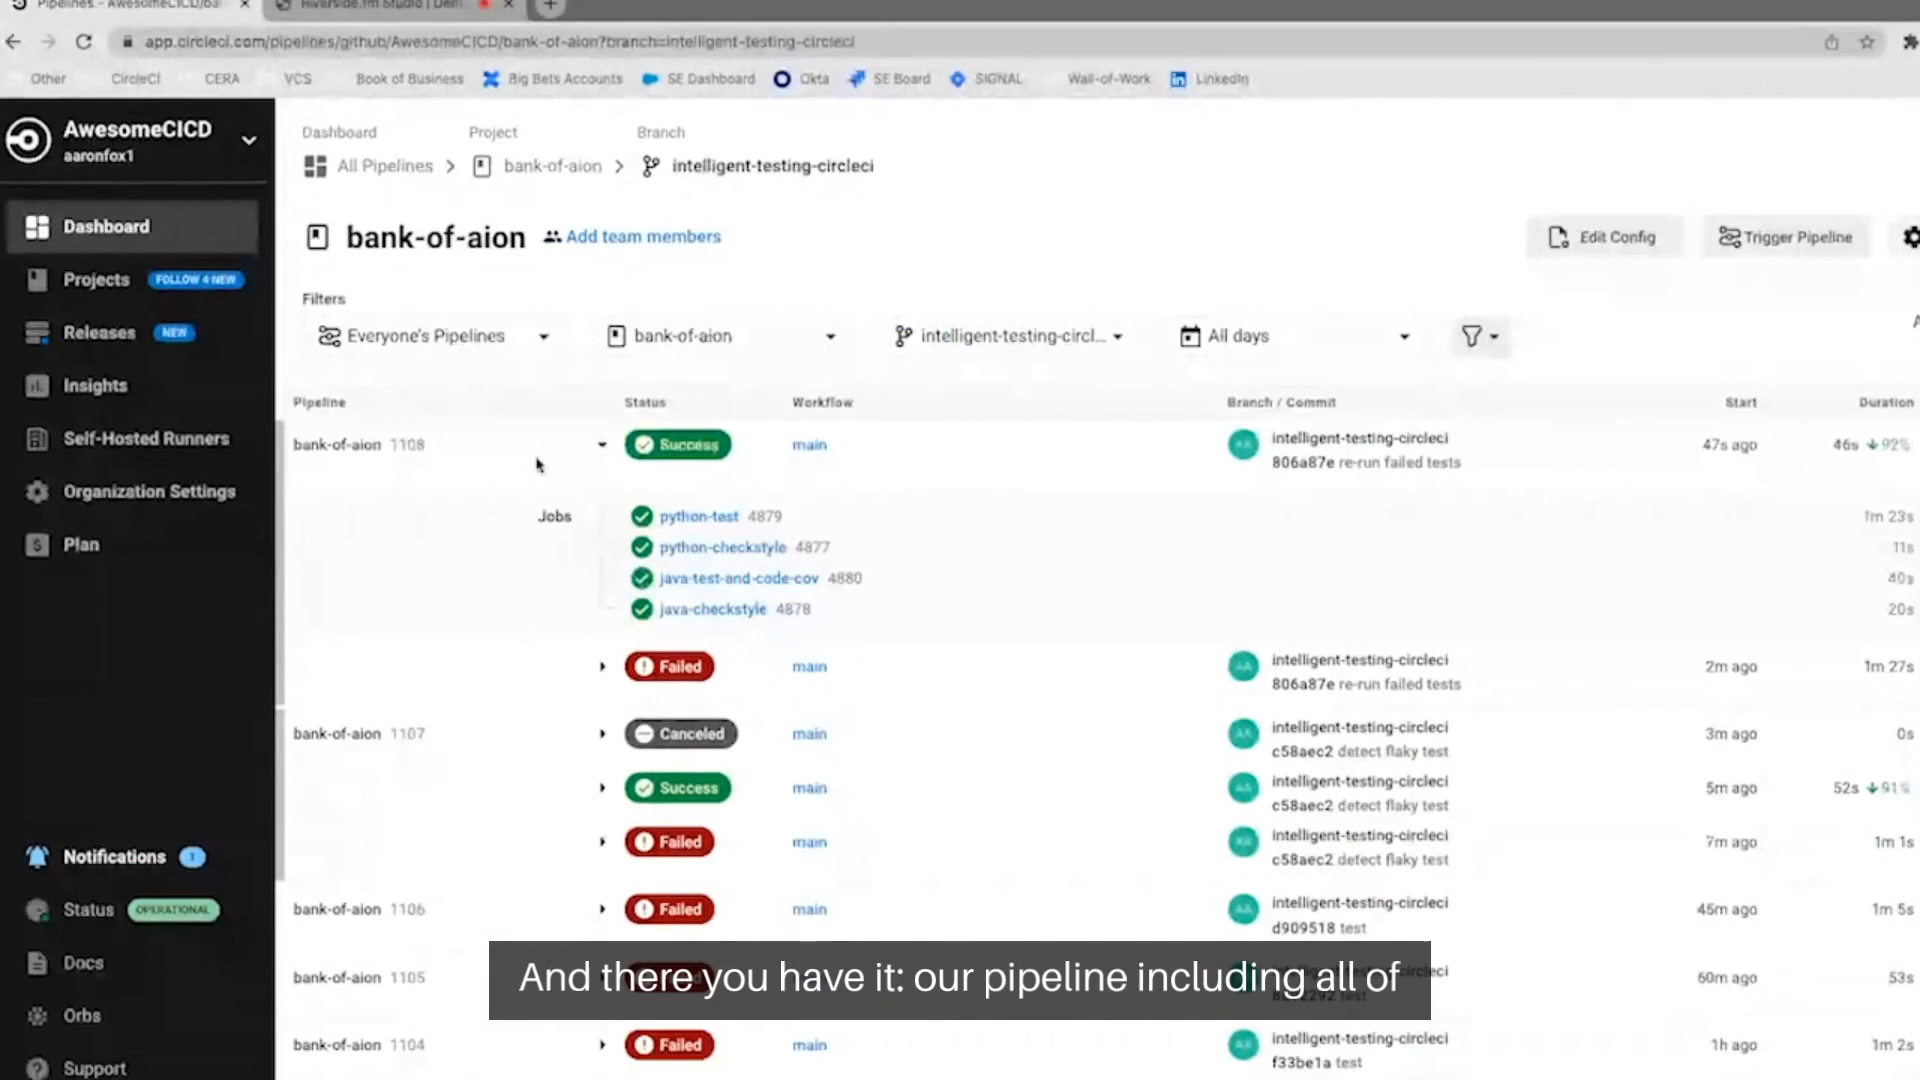 Pipelines - AwesomeCICD/ba
Riverside.fm Studio | Dem
app.circleci.com/pipelines/github/AwesomeCICD/bank-of-aion?branch=intelligent-testing-circleci
Other CircleCI CERA VCS Book of Business Big Bets Accounts SE Dashboard Okta SE Board SIGNAL Wall-of-Work LinkedIn
AwesomeCICD
aaronfox1
Dashboard
Projects FOLLOW 4 NEW
Releases NEW
Insights
Self-Hosted Runners
Organization Settings
Plan
Notifications 1
Status OPERATIONAL
Docs
Orbs
Support
Dashboard Project Branch
All Pipelines bank-of-aion intelligent-testing-circleci
bank-of-aion Add team members Edit Config Trigger Pipeline
Filters
Everyone's Pipelines bank-of-aion intelligent-testing-circl... All days
Pipeline Status Workflow Branch / Commit Start Duration
bank-of-aion 1108 Success main intelligent-testing-circleci 47s ago 46s 92%
806a87e re-run failed tests
Jobs python-test 4879 1m 23s
python-checkstyle 4877 11s
java-test-and-code-cov 4880 40s
java-checkstyle 4878 20s
Failed main intelligent-testing-circleci 2m ago 1m 27s
806a87e re-run failed tests
bank-of-aion 1107 Canceled main intelligent-testing-circleci 3m ago 0s
c58aec2 detect flaky test
Success main intelligent-testing-circleci 5m ago 52s 91%
c58aec2 detect flaky test
Failed main intelligent-testing-circleci 7m ago 1m 1s
c58aec2 detect flaky test
bank-of-aion 1106 Failed main intelligent-testing-circleci 45m ago 1m 5s
d909518 test
bank-of-aion 1105 60m ago 53s
And there you have it: our pipeline including all of
bank-of-aion 1104 Failed main intelligent-testing-circleci 1h ago 1m 2s
f33be1a test